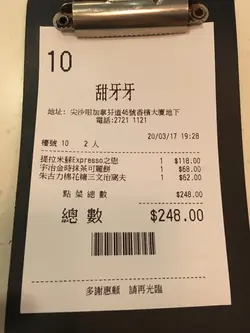 10
甜牙牙
地址: 尖沙咀加拿芬道46號香檳大廈地下
電話:2721 1121
20/03/17 19:28
檯號 10 2 人
提拉米蘇Expresso之戀 1 $118.00
宇治金時抹茶可麗餅 1 $68.00
朱古力棉花糖三文治窩夫 1 $62.00
點菜總數 $248.00
總數 $248.00
多謝惠顧 請再光臨